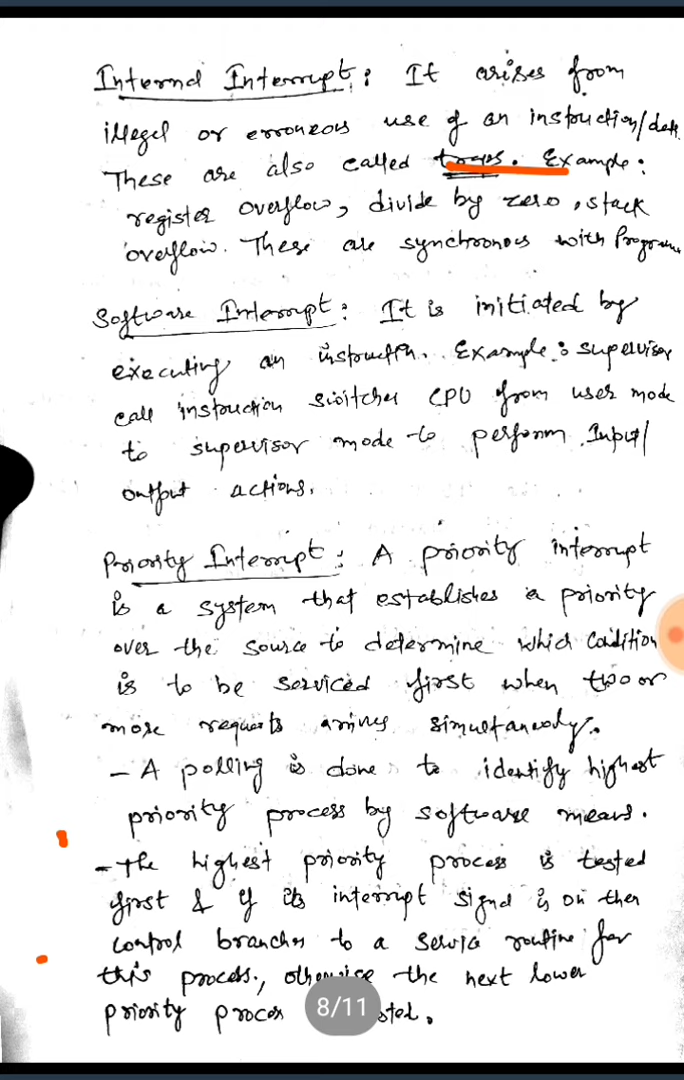 Internal Interrupt: It arises from
illegel or erroneous use of an instruction/data.
These are also called traps. Example:
register overflow, divide by zero, stack
overflow. These are synchronous with Programe
Software Interrupt: It is initiated by
executing an instruction. Example: supervisor
call instruction switches CPU from user mode
to supervisor mode to perform Input/
output actions.
Priority Interrupt: A priority interrupt
is a system that establishes a priority
over the source to determine which Condition
is to be serviced first when two or
more requests arrives simultaneously.
- A polling is done to identify highest
priority process by software means.
- The highest priority process is tested
first & if its interrupt signal is on then
control branches to a service routine for
this process., otherwise the next lower
priority process
8/11